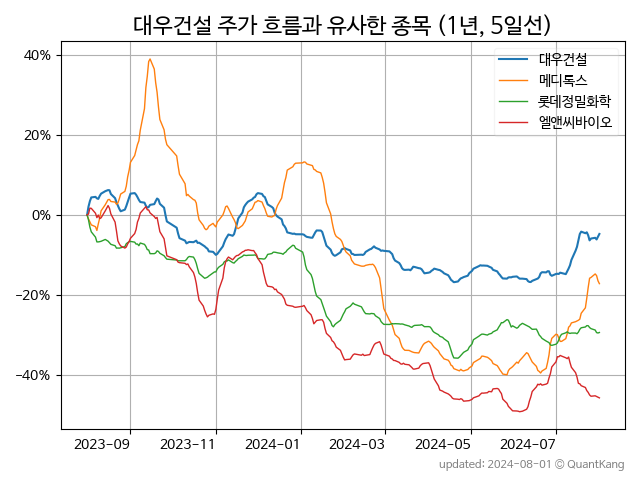 대우건설 주가 흐름과 유사한 종목 (1년, 5일선)
대우건설
메디톡스
롯데정밀화학
엘앤씨바이오
40%
20%
0%
−20%
−40%
2023-09 2023-11 2024-01 2024-03 2024-05 2024-07
updated: 2024-08-01 © QuantKang